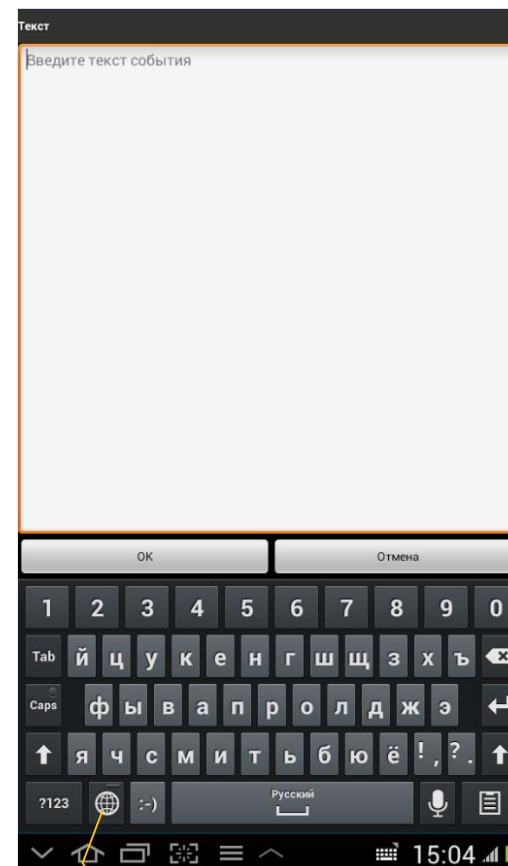 Текст
Введите текст события
ОК
Отмена
1 2 3 4 5 6 7 8 9 0
Tab й ц у к е н г ш щ з х ъ
Caps ф ы в а п р о л д ж э
я ч с м и т ь б ю ё ! , ? .
?123 :-) Русский
15:04